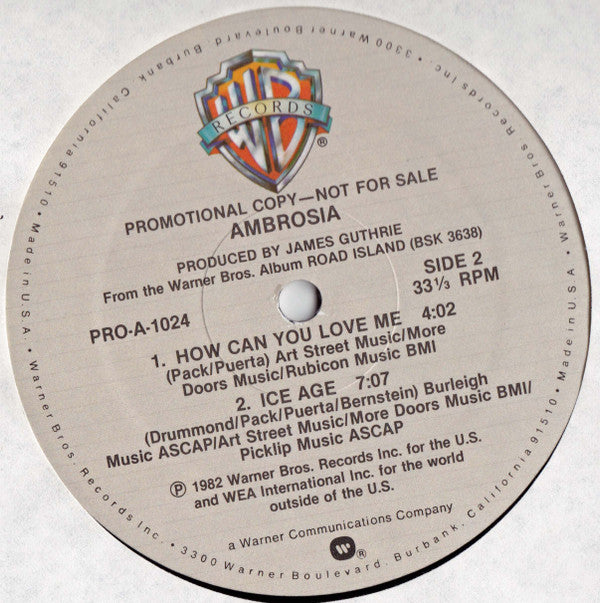 WB
RECORDS
®
PROMOTIONAL COPY—NOT FOR SALE
AMBROSIA
PRODUCED BY JAMES GUTHRIE
From the Warner Bros. Album ROAD ISLAND (BSK 3638)
SIDE 2
33⅓ RPM
PRO-A-1024
1. HOW CAN YOU LOVE ME 4:02
(Pack/Puerta) Art Street Music/More
Doors Music/Rubicon Music BMI
2. ICE AGE 7:07
(Drummond/Pack/Puerta/Bernstein) Burleigh
Music ASCAP/Art Street Music/More Doors Music BMI/
Picklip Music ASCAP
℗ 1982 Warner Bros. Records Inc. for the U.S.
and WEA International Inc. for the world
outside of the U.S.
a Warner Communications Company
®
Warner Bros. Records Inc. • 3300 Warner Boulevard, Burbank, California 91510 • Made in U.S.A. • Warner Bros. Records Inc. • 3300 Warner Boulevard, Burbank, California 91510 • Made in U.S.A. •